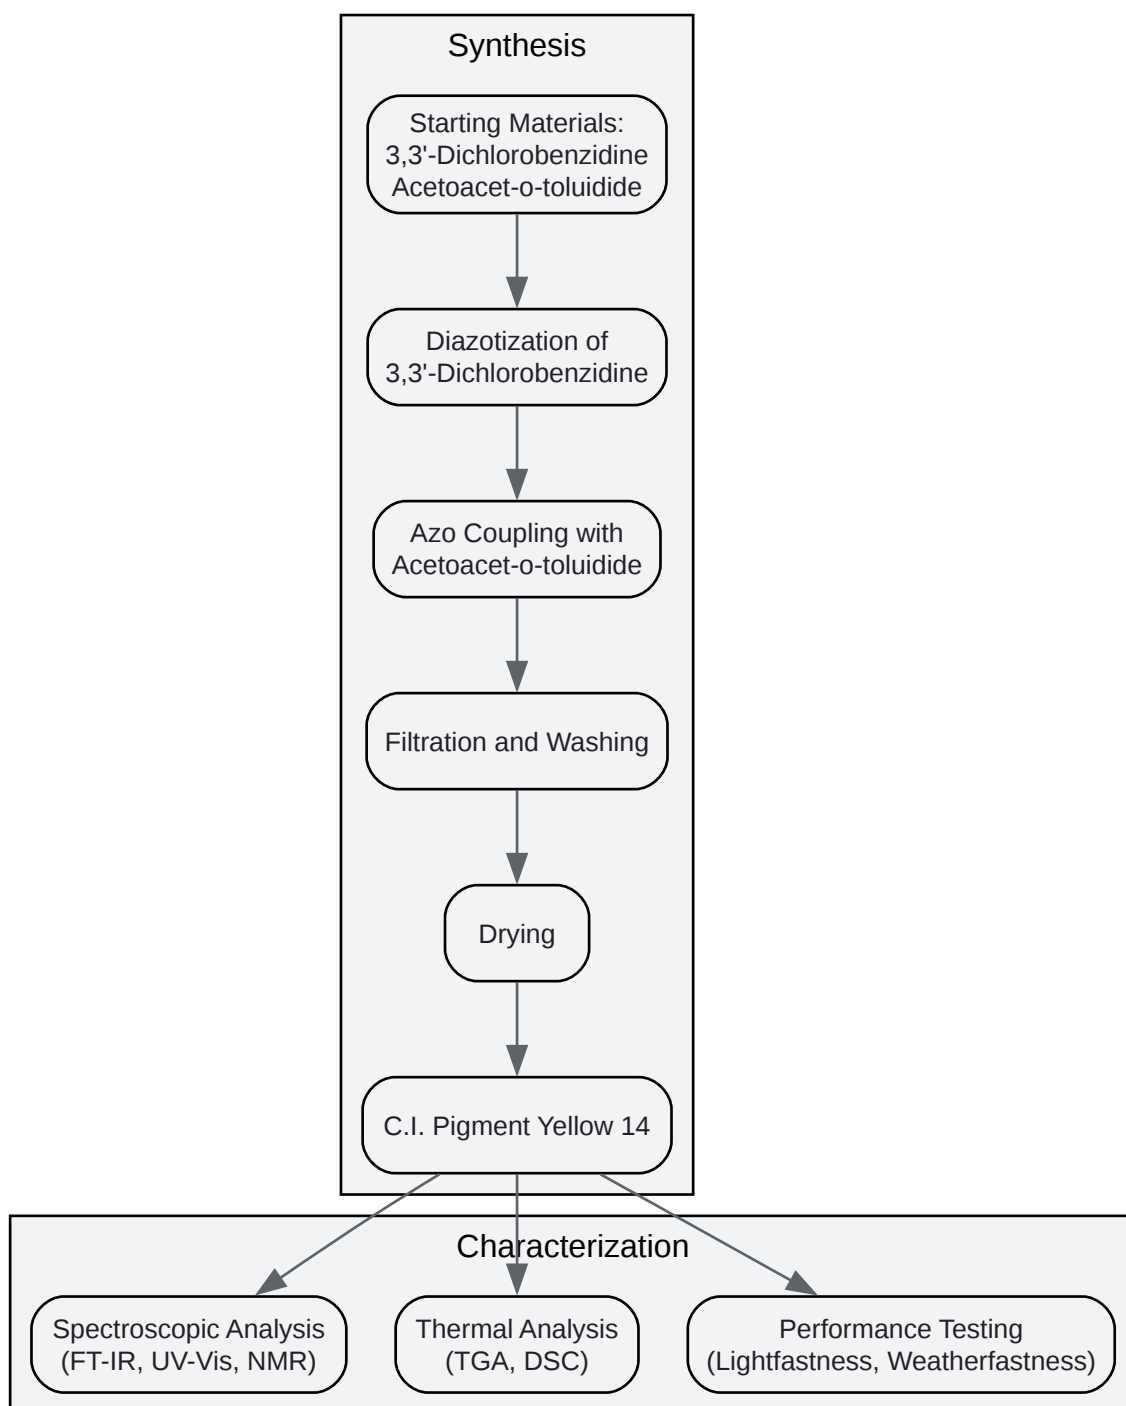 Synthesis
Starting Materials:
3,3'-Dichlorobenzidine
Acetoacet-o-toluidide
Diazotization of
3,3'-Dichlorobenzidine
Azo Coupling with
Acetoacet-o-toluidide
Filtration and Washing
Drying
C.I. Pigment Yellow 14
Characterization
Spectroscopic Analysis
(FT-IR, UV-Vis, NMR)
Thermal Analysis
(TGA, DSC)
Performance Testing
(Lightfastness, Weatherfastness)